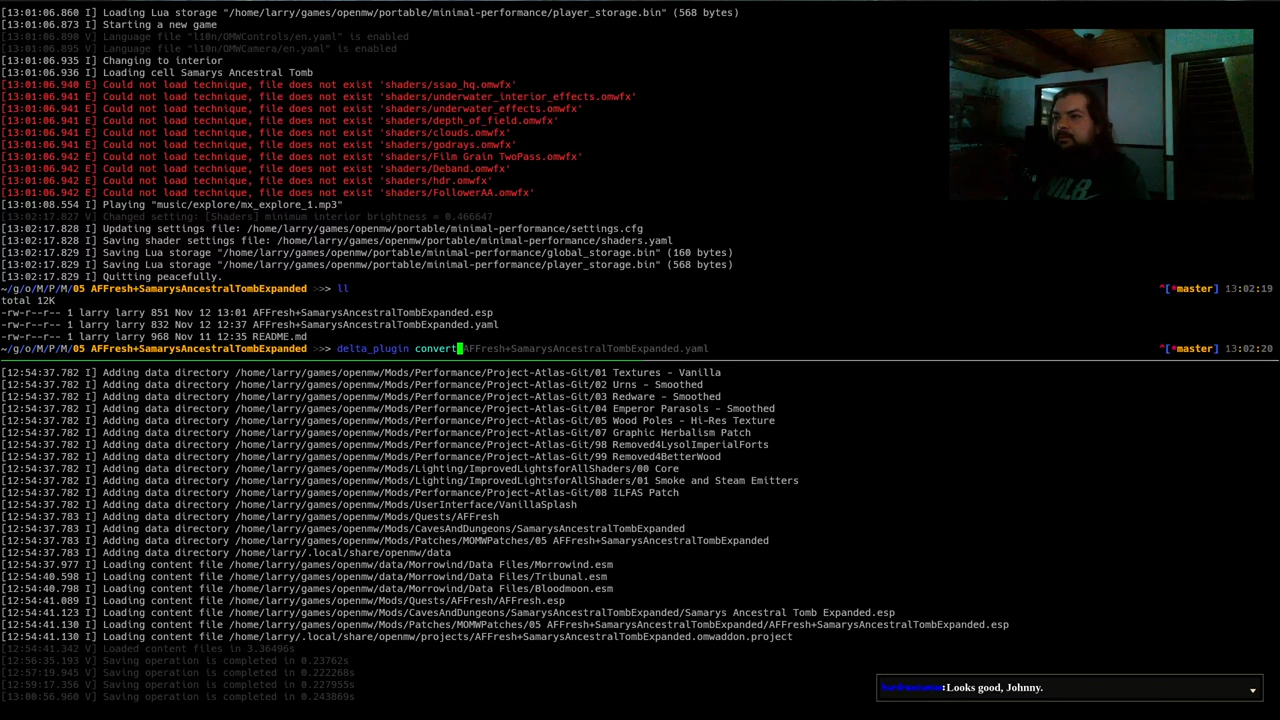 [13:01:06.860 I] Loading Lua storage "/home/larry/games/openmw/portable/minimal-performance/player_storage.bin" (568 bytes)
[13:01:06.873 I] Starting a new game
[13:01:06.890 V] Language file "l10n/OMWControls/en.yaml" is enabled
[13:01:06.895 V] Language file "l10n/OMWCamera/en.yaml" is enabled
[13:01:06.935 I] Changing to interior
[13:01:06.936 I] Loading cell Samarys Ancestral Tomb
[13:01:06.940 E] Could not load technique, file does not exist 'shaders/ssao_hq.omwfx'
[13:01:06.941 E] Could not load technique, file does not exist 'shaders/underwater_interior_effects.omwfx'
[13:01:06.941 E] Could not load technique, file does not exist 'shaders/underwater_effects.omwfx'
[13:01:06.941 E] Could not load technique, file does not exist 'shaders/depth_of_field.omwfx'
[13:01:06.941 E] Could not load technique, file does not exist 'shaders/clouds.omwfx'
[13:01:06.941 E] Could not load technique, file does not exist 'shaders/godrays.omwfx'
[13:01:06.942 E] Could not load technique, file does not exist 'shaders/Film Grain TwoPass.omwfx'
[13:01:06.942 E] Could not load technique, file does not exist 'shaders/Deband.omwfx'
[13:01:06.942 E] Could not load technique, file does not exist 'shaders/hdr.omwfx'
[13:01:06.942 E] Could not load technique, file does not exist 'shaders/FollowerAA.omwfx'
[13:01:08.554 I] Playing "music/explore/mx_explore_1.mp3"
[13:02:17.827 V] Changed setting: [Shaders] minimum interior brightness = 0.466647
[13:02:17.828 I] Updating settings file: /home/larry/games/openmw/portable/minimal-performance/settings.cfg
[13:02:17.828 I] Saving shader settings file: /home/larry/games/openmw/portable/minimal-performance/shaders.yaml
[13:02:17.829 I] Saving Lua storage "/home/larry/games/openmw/portable/minimal-performance/global_storage.bin" (160 bytes)
[13:02:17.829 I] Saving Lua storage "/home/larry/games/openmw/portable/minimal-performance/player_storage.bin" (568 bytes)
[13:02:17.829 I] Quitting peacefully.
~/g/o/M/P/M/05 AFFresh+SamarysAncestralTombExpanded >>> ll ^[*master] 13:02:19
total 12K
-rw-r--r-- 1 larry larry 851 Nov 12 13:01 AFFresh+SamarysAncestralTombExpanded.esp
-rw-r--r-- 1 larry larry 832 Nov 12 12:37 AFFresh+SamarysAncestralTombExpanded.yaml
-rw-r--r-- 1 larry larry 968 Nov 11 12:35 README.md
~/g/o/M/P/M/05 AFFresh+SamarysAncestralTombExpanded >>> delta_plugin convert AFFresh+SamarysAncestralTombExpanded.yaml ^[*master] 13:02:20
[12:54:37.782 I] Adding data directory /home/larry/games/openmw/Mods/Performance/Project-Atlas-Git/01 Textures - Vanilla
[12:54:37.782 I] Adding data directory /home/larry/games/openmw/Mods/Performance/Project-Atlas-Git/02 Urns - Smoothed
[12:54:37.782 I] Adding data directory /home/larry/games/openmw/Mods/Performance/Project-Atlas-Git/03 Redware - Smoothed
[12:54:37.782 I] Adding data directory /home/larry/games/openmw/Mods/Performance/Project-Atlas-Git/04 Emperor Parasols - Smoothed
[12:54:37.782 I] Adding data directory /home/larry/games/openmw/Mods/Performance/Project-Atlas-Git/05 Wood Poles - Hi-Res Texture
[12:54:37.782 I] Adding data directory /home/larry/games/openmw/Mods/Performance/Project-Atlas-Git/07 Graphic Herbalism Patch
[12:54:37.782 I] Adding data directory /home/larry/games/openmw/Mods/Performance/Project-Atlas-Git/98 Removed4LysolImperialForts
[12:54:37.782 I] Adding data directory /home/larry/games/openmw/Mods/Performance/Project-Atlas-Git/99 Removed4BetterWood
[12:54:37.782 I] Adding data directory /home/larry/games/openmw/Mods/Lighting/ImprovedLightsforAllShaders/00 Core
[12:54:37.782 I] Adding data directory /home/larry/games/openmw/Mods/Lighting/ImprovedLightsforAllShaders/01 Smoke and Steam Emitters
[12:54:37.782 I] Adding data directory /home/larry/games/openmw/Mods/Performance/Project-Atlas-Git/08 ILFAS Patch
[12:54:37.782 I] Adding data directory /home/larry/games/openmw/Mods/UserInterface/VanillaSplash
[12:54:37.783 I] Adding data directory /home/larry/games/openmw/Mods/Quests/AFFresh
[12:54:37.783 I] Adding data directory /home/larry/games/openmw/Mods/CavesAndDungeons/SamarysAncestralTombExpanded
[12:54:37.783 I] Adding data directory /home/larry/games/openmw/Mods/Patches/MOMWPatches/05 AFFresh+SamarysAncestralTombExpanded
[12:54:37.783 I] Adding data directory /home/larry/.local/share/openmw/data
[12:54:37.977 I] Loading content file /home/larry/games/openmw/data/Morrowind/Data Files/Morrowind.esm
[12:54:40.598 I] Loading content file /home/larry/games/openmw/data/Morrowind/Data Files/Tribunal.esm
[12:54:40.798 I] Loading content file /home/larry/games/openmw/data/Morrowind/Data Files/Bloodmoon.esm
[12:54:41.089 I] Loading content file /home/larry/games/openmw/Mods/Quests/AFFresh/AFFresh.esp
[12:54:41.123 I] Loading content file /home/larry/games/openmw/Mods/CavesAndDungeons/SamarysAncestralTombExpanded/Samarys Ancestral Tomb Expanded.esp
[12:54:41.130 I] Loading content file /home/larry/games/openmw/Mods/Patches/MOMWPatches/05 AFFresh+SamarysAncestralTombExpanded/AFFresh+SamarysAncestralTombExpanded.esp
[12:54:41.130 I] Loading content file /home/larry/.local/share/openmw/projects/AFFresh+SamarysAncestralTombExpanded.omwaddon.project
[12:54:41.342 V] Loaded content files in 3.36496s
[12:56:35.193 V] Saving operation is completed in 0.23762s
[12:57:19.945 V] Saving operation is completed in 0.222268s
[12:59:17.356 V] Saving operation is completed in 0.227955s
[13:00:56.960 V] Saving operation is completed in 0.243869s
:Looks good, Johnny.